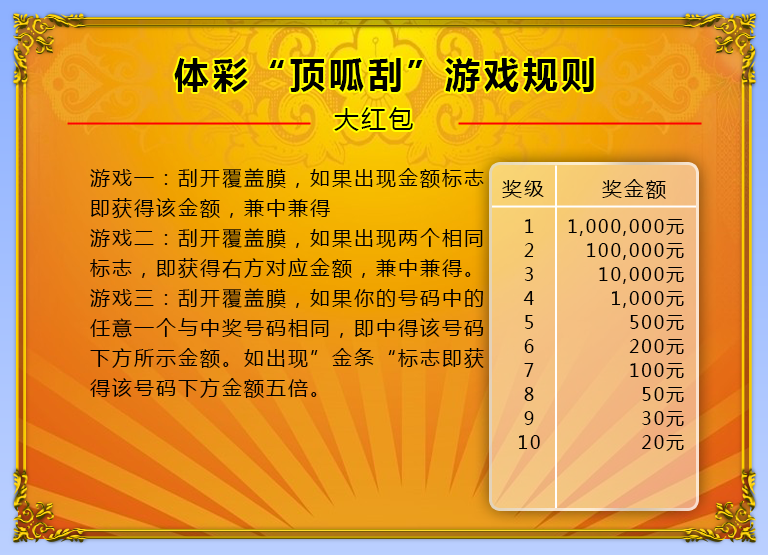 体彩“顶呱刮”游戏规则
大红包
游戏一：刮开覆盖膜，如果出现金额标志
即获得该金额，兼中兼得
游戏二：刮开覆盖膜，如果出现两个相同
标志，即获得右方对应金额，兼中兼得。
游戏三：刮开覆盖膜，如果你的号码中的
任意一个与中奖号码相同，即中得该号码
下方所示金额。如出现”金条“标志即获
得该号码下方金额五倍。
奖级 奖金额
1 1,000,000元
2 100,000元
3 10,000元
4 1,000元
5 500元
6 200元
7 100元
8 50元
9 30元
10 20元